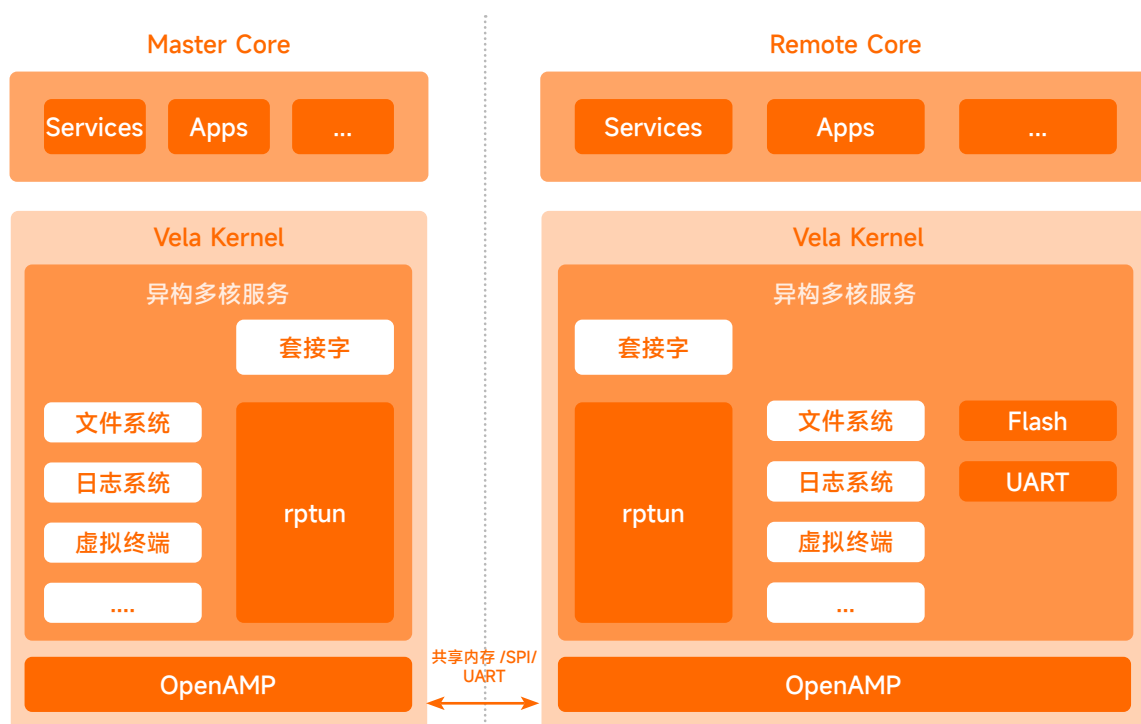 Master Core
Services
Apps
...
Vela Kernel
异构多核服务
套接字
文件系统
日志系统
虚拟终端
....
rptun
OpenAMP
共享内存 /SPI/
UART
Remote Core
Services
Apps
...
Vela Kernel
异构多核服务
套接字
rptun
文件系统
日志系统
虚拟终端
...
Flash
UART
OpenAMP